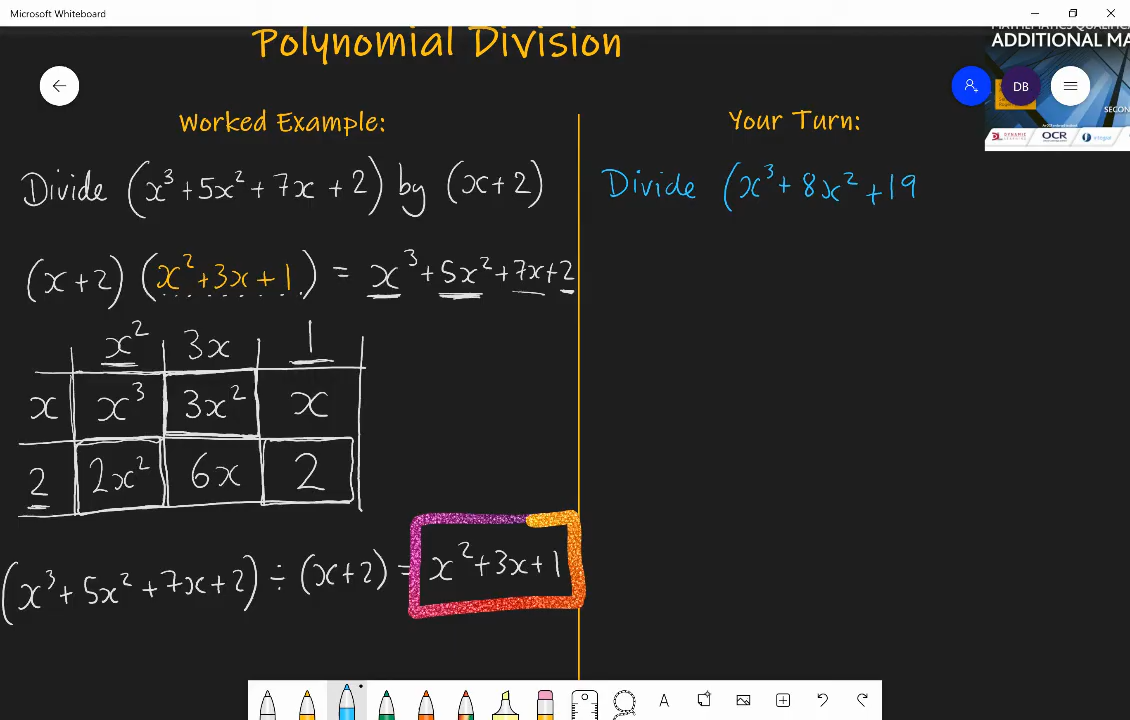 Microsoft Whiteboard
Polynomial Division
ADDITIONAL MA
DB
SECON
OCR
integral
Worked Example:
Divide (x³ + 5x² + 7x + 2) by (x + 2)
(x + 2) (x² + 3x + 1) = x³ + 5x² + 7x + 2
x² 3x 1
x x³ 3x² x
2 2x² 6x 2
(x³ + 5x² + 7x + 2) ÷ (x + 2) = x² + 3x + 1
Your Turn:
Divide (x³ + 8x² + 19
A